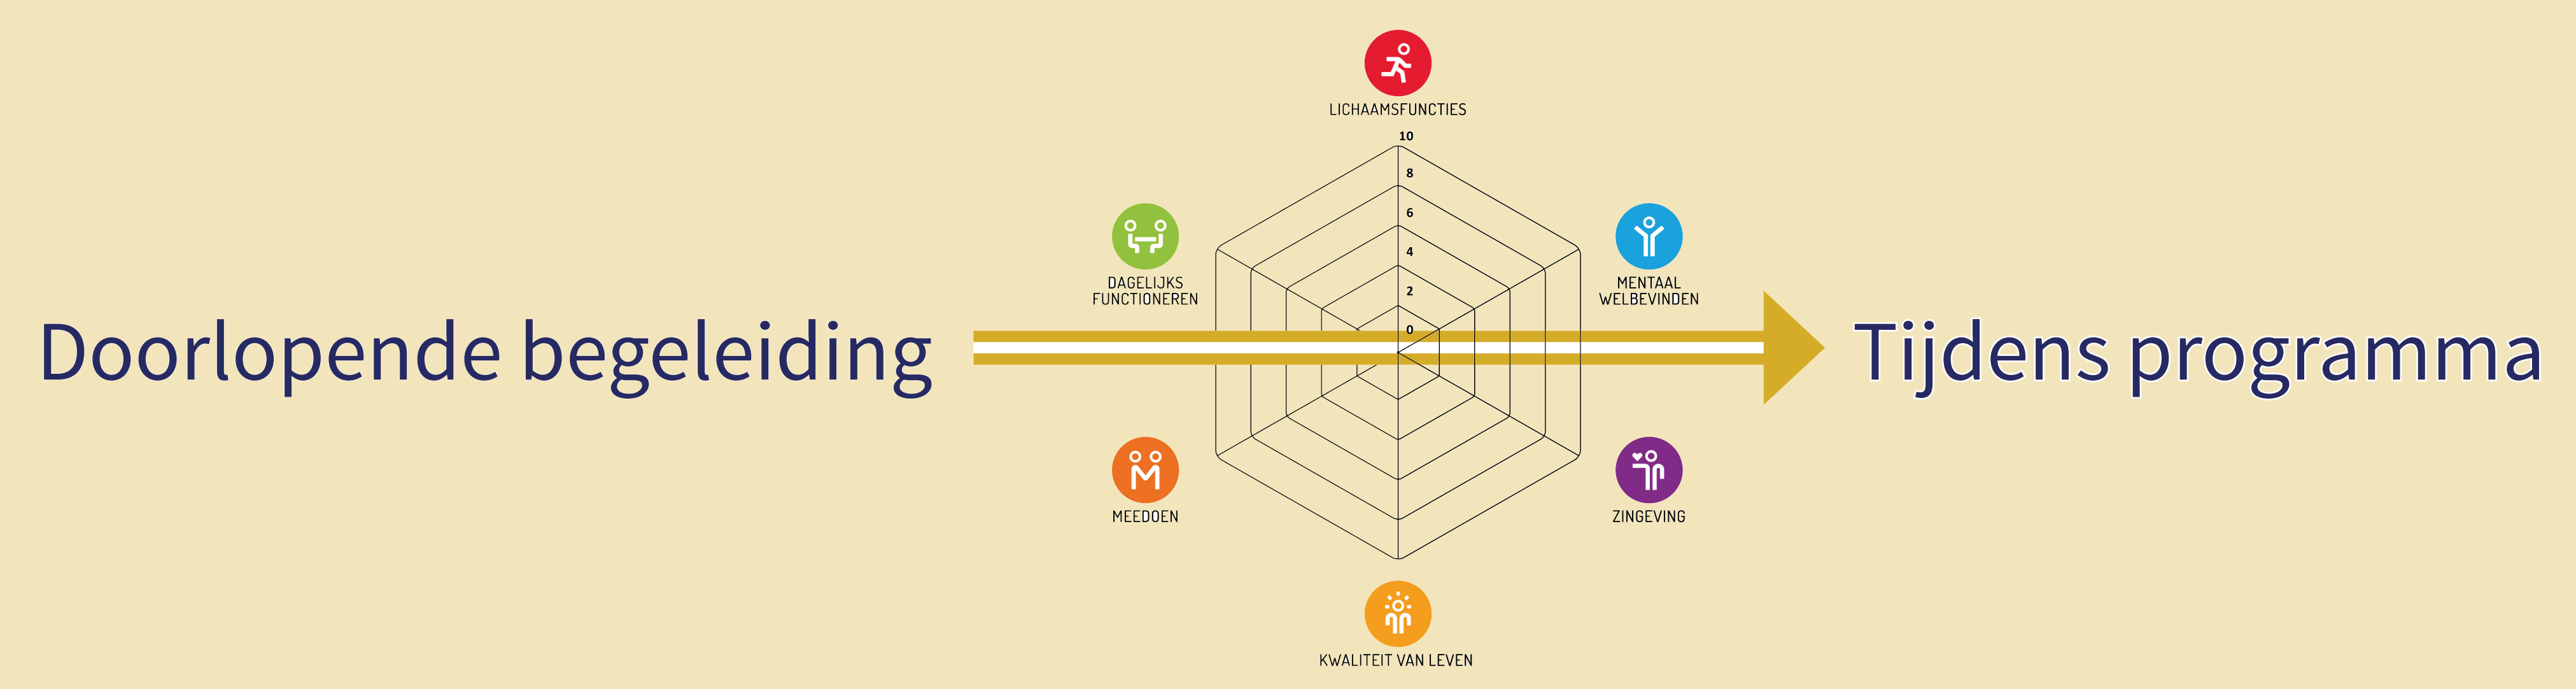 LICHAAMSFUNCTIES
10
8
6
4
2
0
DAGELIJKS
FUNCTIONEREN
MENTAAL
WELBEVINDEN
Doorlopende begeleiding
Tijdens programma
MEEDOEN
ZINGEVING
KWALITEIT VAN LEVEN